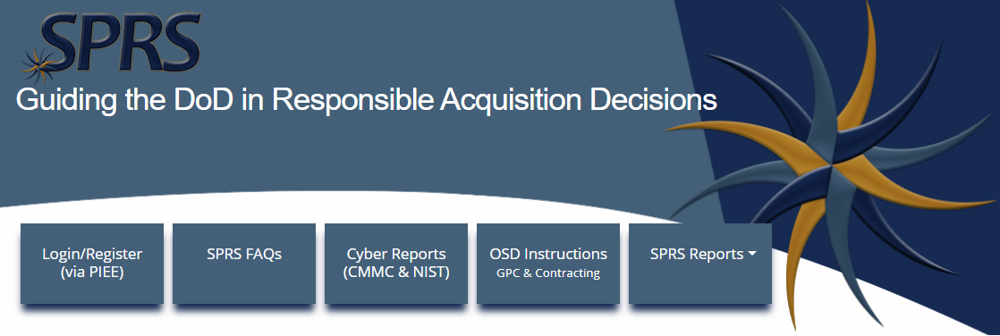 SPRS
Guiding the DoD in Responsible Acquisition Decisions
Login/Register
(via PIEE)
SPRS FAQs
Cyber Reports
(CMMC & NIST)
OSD Instructions
GPC & Contracting
SPRS Reports